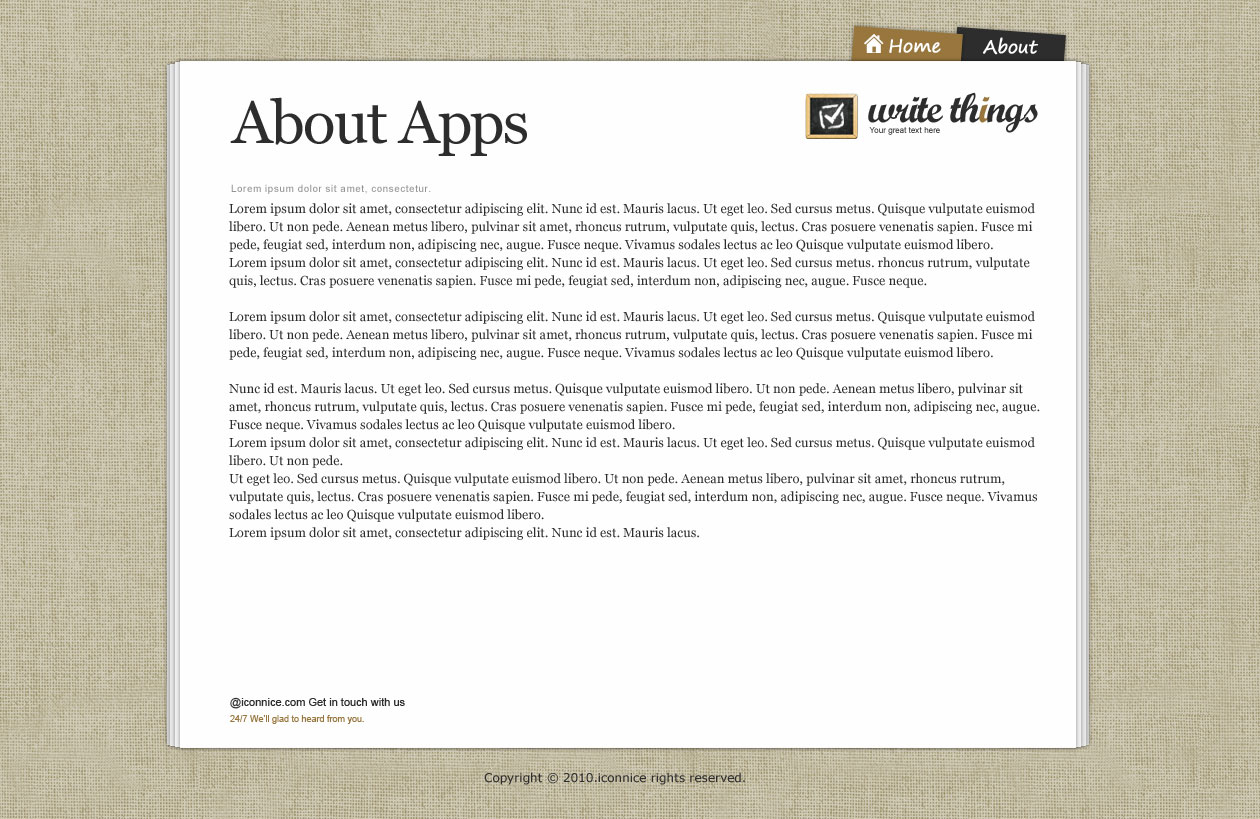 Home
About
About Apps
write things
Your great text here
Lorem ipsum dolor sit amet, consectetur.
Lorem ipsum dolor sit amet, consectetur adipiscing elit. Nunc id est. Mauris lacus. Ut eget leo. Sed cursus metus. Quisque vulputate euismod
libero. Ut non pede. Aenean metus libero, pulvinar sit amet, rhoncus rutrum, vulputate quis, lectus. Cras posuere venenatis sapien. Fusce mi
pede, feugiat sed, interdum non, adipiscing nec, augue. Fusce neque. Vivamus sodales lectus ac leo Quisque vulputate euismod libero.
Lorem ipsum dolor sit amet, consectetur adipiscing elit. Nunc id est. Mauris lacus. Ut eget leo. Sed cursus metus. rhoncus rutrum, vulputate
quis, lectus. Cras posuere venenatis sapien. Fusce mi pede, feugiat sed, interdum non, adipiscing nec, augue. Fusce neque.
Lorem ipsum dolor sit amet, consectetur adipiscing elit. Nunc id est. Mauris lacus. Ut eget leo. Sed cursus metus. Quisque vulputate euismod
libero. Ut non pede. Aenean metus libero, pulvinar sit amet, rhoncus rutrum, vulputate quis, lectus. Cras posuere venenatis sapien. Fusce mi
pede, feugiat sed, interdum non, adipiscing nec, augue. Fusce neque. Vivamus sodales lectus ac leo Quisque vulputate euismod libero.
Nunc id est. Mauris lacus. Ut eget leo. Sed cursus metus. Quisque vulputate euismod libero. Ut non pede. Aenean metus libero, pulvinar sit
amet, rhoncus rutrum, vulputate quis, lectus. Cras posuere venenatis sapien. Fusce mi pede, feugiat sed, interdum non, adipiscing nec, augue.
Fusce neque. Vivamus sodales lectus ac leo Quisque vulputate euismod libero.
Lorem ipsum dolor sit amet, consectetur adipiscing elit. Nunc id est. Mauris lacus. Ut eget leo. Sed cursus metus. Quisque vulputate euismod
libero. Ut non pede.
Ut eget leo. Sed cursus metus. Quisque vulputate euismod libero. Ut non pede. Aenean metus libero, pulvinar sit amet, rhoncus rutrum,
vulputate quis, lectus. Cras posuere venenatis sapien. Fusce mi pede, feugiat sed, interdum non, adipiscing nec, augue. Fusce neque. Vivamus
sodales lectus ac leo Quisque vulputate euismod libero.
Lorem ipsum dolor sit amet, consectetur adipiscing elit. Nunc id est. Mauris lacus.
@iconnice.com Get in touch with us
24/7 We'll glad to heard from you.
Copyright © 2010.iconnice rights reserved.